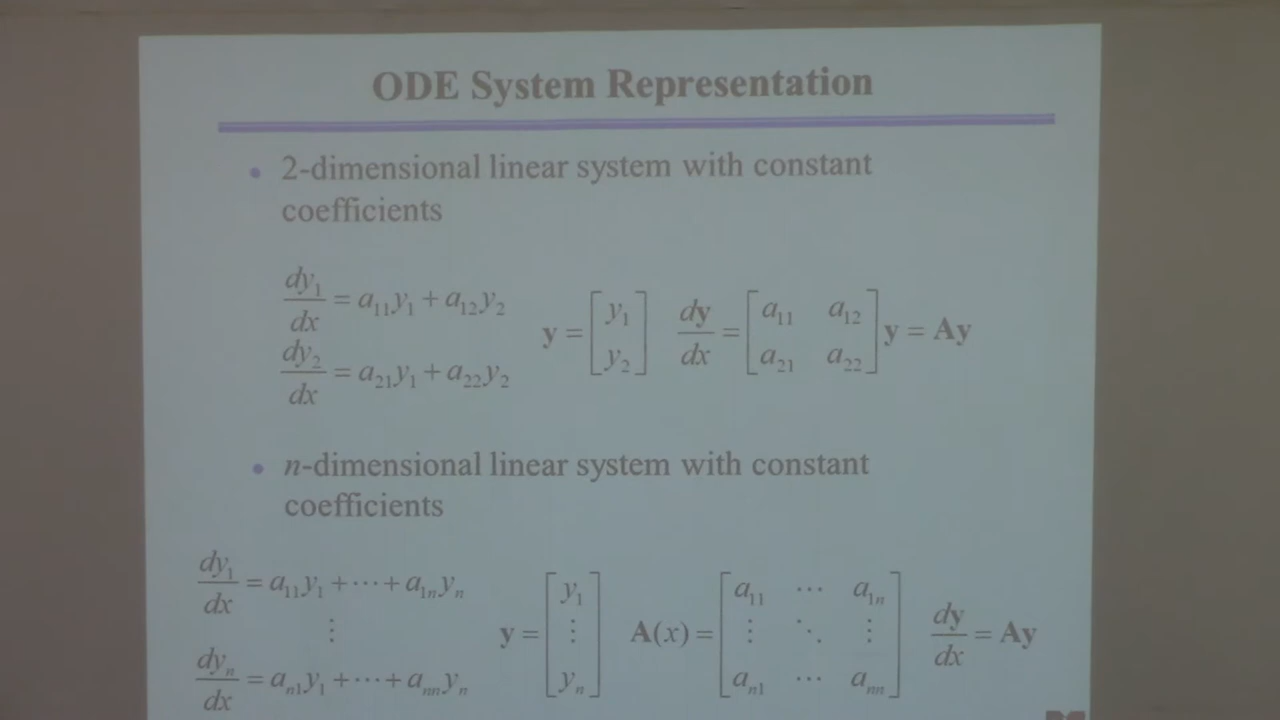 ODE System Representation
• 2-dimensional linear system with constant
coefficients
dy₁/dx = a₁₁y₁ + a₁₂y₂
dy₂/dx = a₂₁y₁ + a₂₂y₂
y = [y₁ y₂] dy/dx = [a₁₁ a₁₂ a₂₁ a₂₂] y = Ay
• n-dimensional linear system with constant
coefficients
dy₁/dx = a₁₁y₁ + ⋯ + a₁ₙyₙ
⋮
dyₙ/dx = aₙ₁y₁ + ⋯ + aₙₙyₙ
y = [y₁ ⋮ yₙ] A(x) = [a₁₁ ⋯ a₁ₙ ⋮ ⋱ ⋮ aₙ₁ ⋯ aₙₙ] dy/dx = Ay